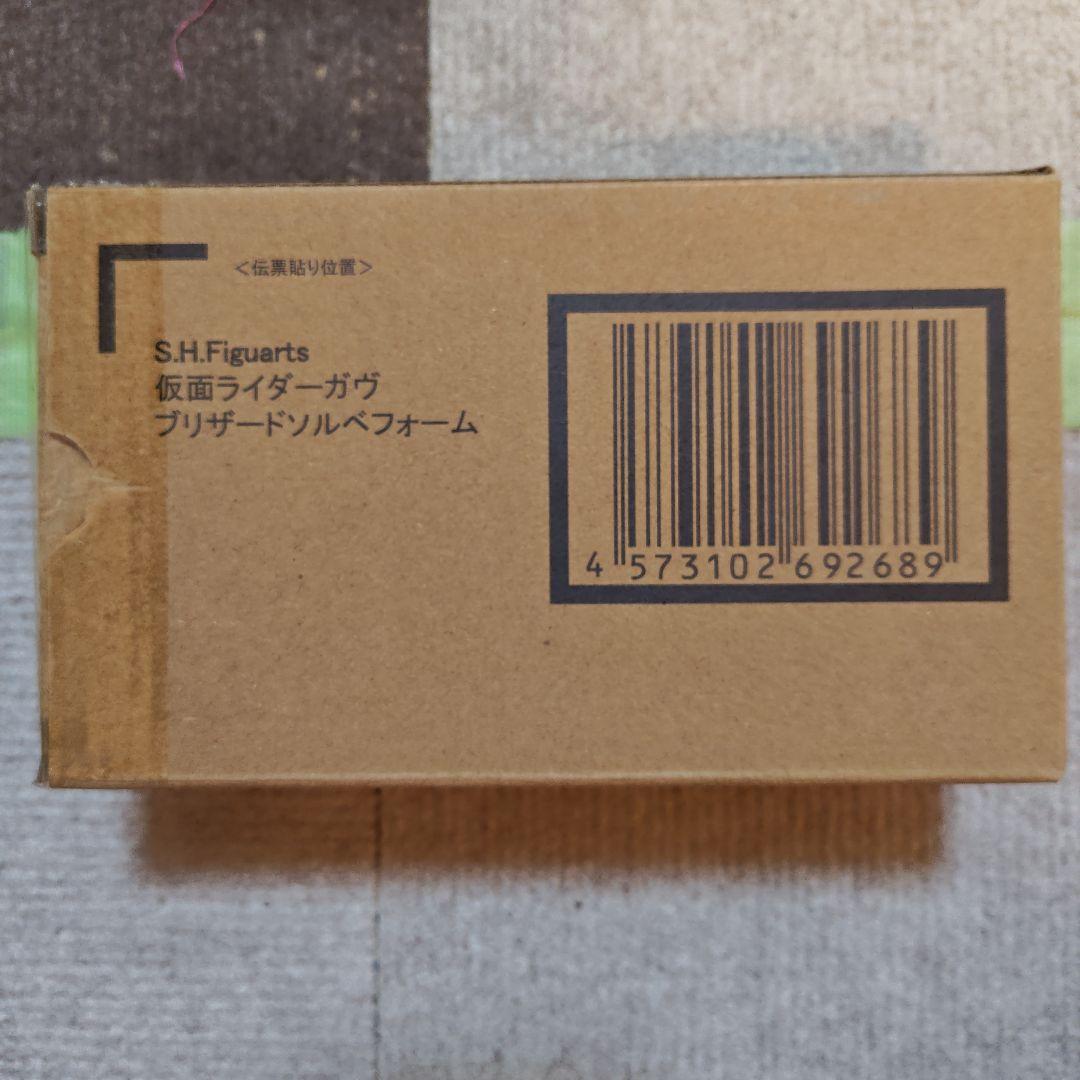 ＜伝票貼り位置＞
S.H.Figuarts
仮面ライダーガヴ
ブリザードソルベフォーム
4 573102 692689